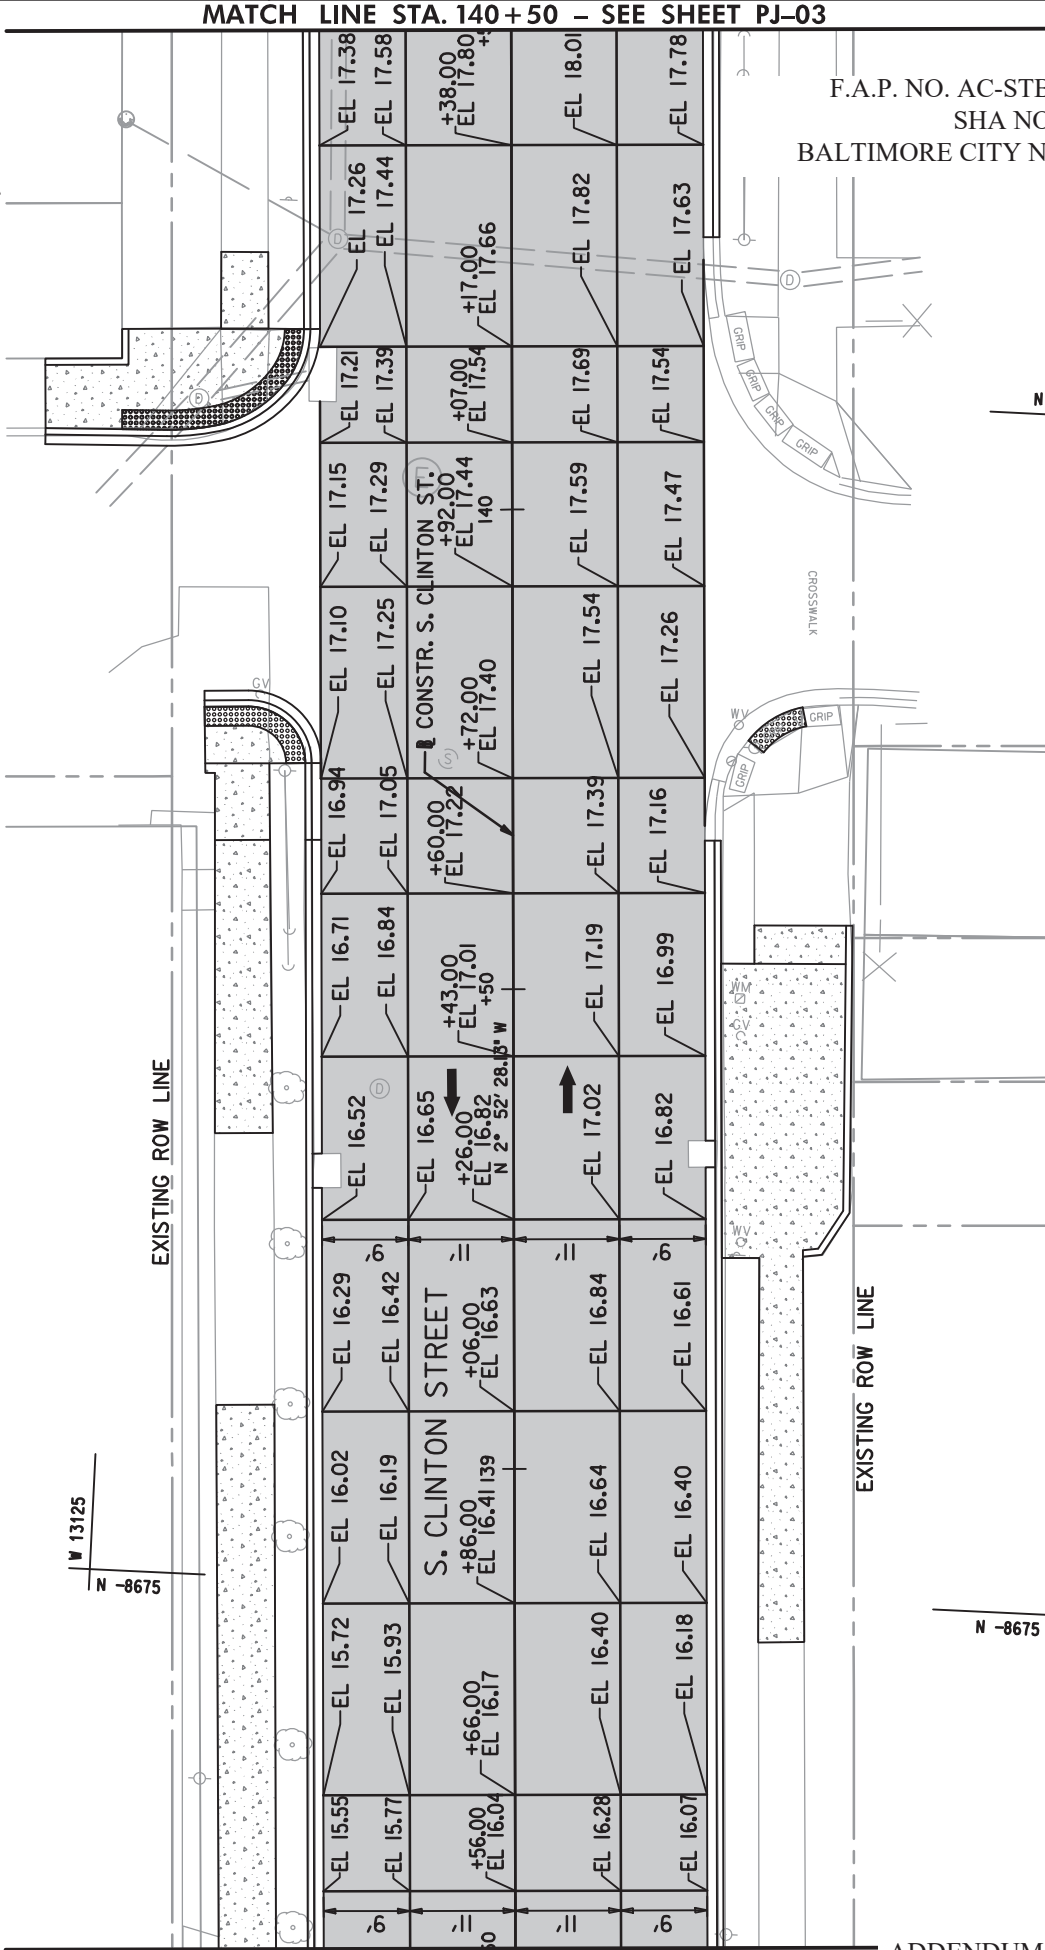 MATCH LINE STA. 140+50 – SEE SHEET PJ–03
F.A.P. NO. AC-STB
SHA NO
BALTIMORE CITY N
EL 17.38
EL 17.58
+38.00
EL 17.80
EL 18.01
EL 17.78
EL 17.26
EL 17.44
+17.00
EL 17.66
EL 17.82
EL 17.63
D
D
D
GRIP
GRIP
GRIP
GRIP
EL 17.21
EL 17.39
+07.00
EL 17.54
EL 17.69
EL 17.54
N
EL 17.15
EL 17.29
E
+92.00
EL 17.44
140
EL 17.59
EL 17.47
CROSSWALK
B CONSTR. S. CLINTON ST.
EL 17.10
EL 17.25
+72.00
EL 17.40
EL 17.54
EL 17.26
GV
S
WV
GRIP
GRIP
EL 16.94
EL 17.05
+60.00
EL 17.22
EL 17.39
EL 17.16
EL 16.71
EL 16.84
+43.00
EL 17.01
+50
EL 17.19
EL 16.99
WM
GV
D
EL 16.52
EL 16.65
+26.00
EL 16.82
N 2° 52' 28.13" W
EL 17.02
EL 16.82
WV
EXISTING ROW LINE
9'
11'
11'
9'
EL 16.29
EL 16.42
+06.00
EL 16.63
EL 16.84
EL 16.61
S. CLINTON STREET
EXISTING ROW LINE
EL 16.02
EL 16.19
+86.00
EL 16.41
139
EL 16.64
EL 16.40
W 13125
N -8675
N -8675
EL 15.72
EL 15.93
+66.00
EL 16.17
EL 16.40
EL 16.18
EL 15.55
EL 15.77
+56.00
EL 16.04
EL 16.28
EL 16.07
9'
11'
11'
9'
50
ADDENDUM